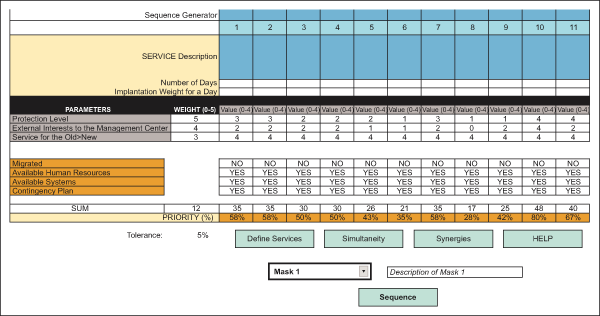 Sequence Generator
1 2 3 4 5 6 7 8 9 10 11
SERVICE Description
Number of Days
Implantation Weight for a Day
PARAMETERS WEIGHT (0-5) Value (0-4) Value (0-4) Value (0-4) Value (0-4) Value (0-4) Value (0-4) Value (0-4) Value (0-4) Value (0-4) Value (0-4) Value (0-4)
Protection Level 5 3 3 2 2 2 1 3 1 1 4 4
External Interests to the Management Center 4 2 2 2 2 1 1 2 0 2 4 2
Service for the Old>New 3 4 4 4 4 4 4 4 4 4 4 4
Migrated NO NO NO NO NO NO NO NO NO NO NO
Available Human Resources YES YES YES YES YES YES YES YES YES YES YES
Available Systems YES YES YES YES YES YES YES YES YES YES YES
Contingency Plan YES YES YES YES YES YES YES YES YES YES YES
SUM 12 35 35 30 30 26 21 35 17 25 48 40
PRIORITY (%) 58% 58% 50% 50% 43% 35% 58% 28% 42% 80% 67%
Tolerance: 5% Define Services Simultaneity Synergies HELP
Mask 1 Description of Mask 1
Sequence